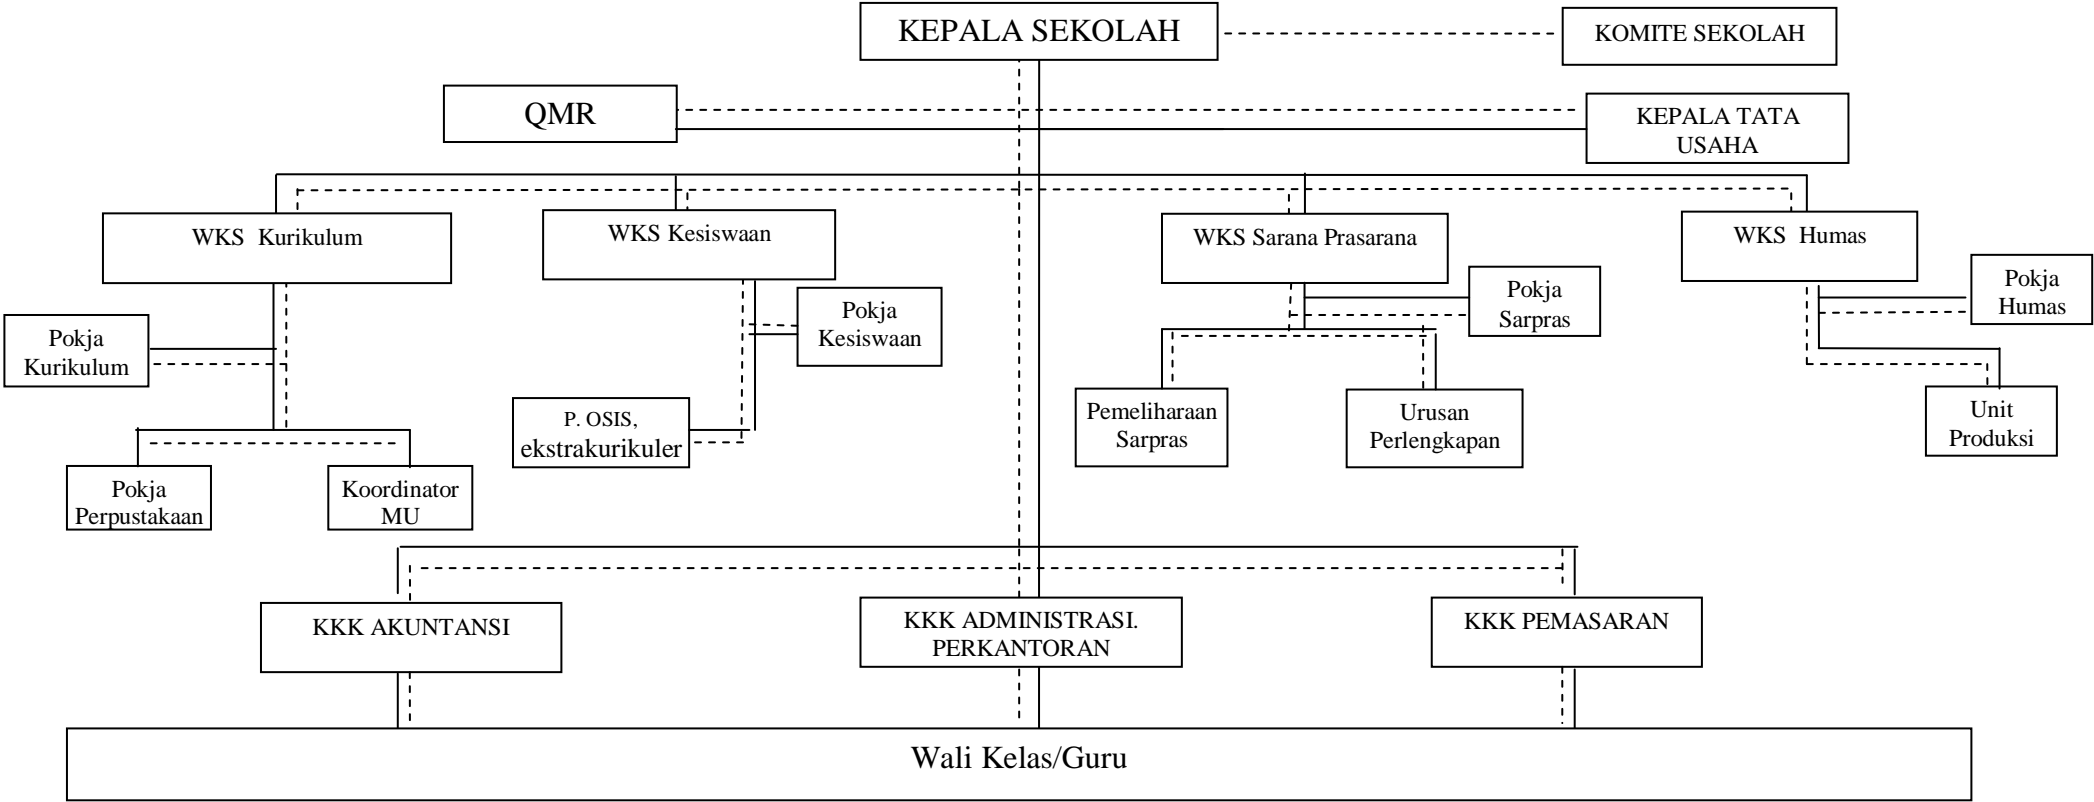 KEPALA SEKOLAH
KOMITE SEKOLAH
QMR
KEPALA TATA
USAHA
WKS Kurikulum
WKS Kesiswaan
WKS Sarana Prasarana
WKS Humas
Pokja
Kurikulum
Pokja
Kesiswaan
Pokja
Sarpras
Pokja
Humas
P. OSIS,
ekstrakurikuler
Pemeliharaan
Sarpras
Urusan
Perlengkapan
Unit
Produksi
Pokja
Perpustakaan
Koordinator
MU
KKK AKUNTANSI
KKK ADMINISTRASI.
PERKANTORAN
KKK PEMASARAN
Wali Kelas/Guru